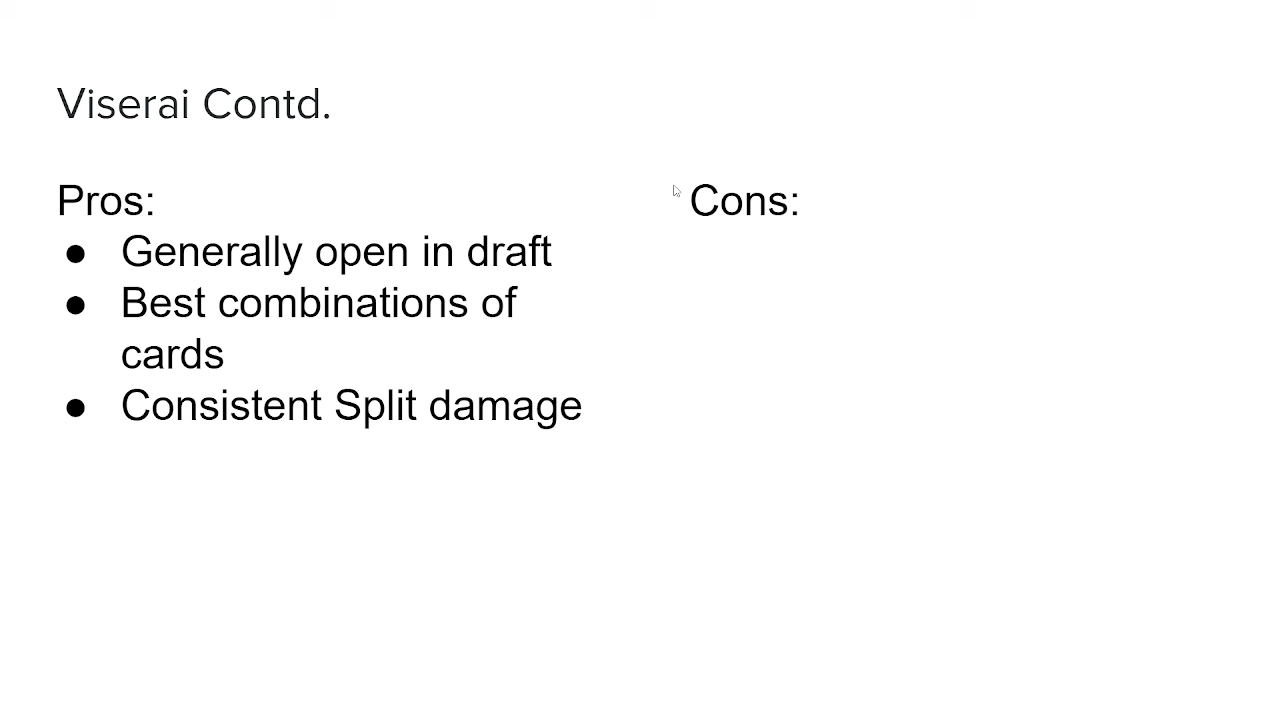 Viserai Contd.
Pros:
● Generally open in draft
● Best combinations of
cards
● Consistent Split damage
Cons: